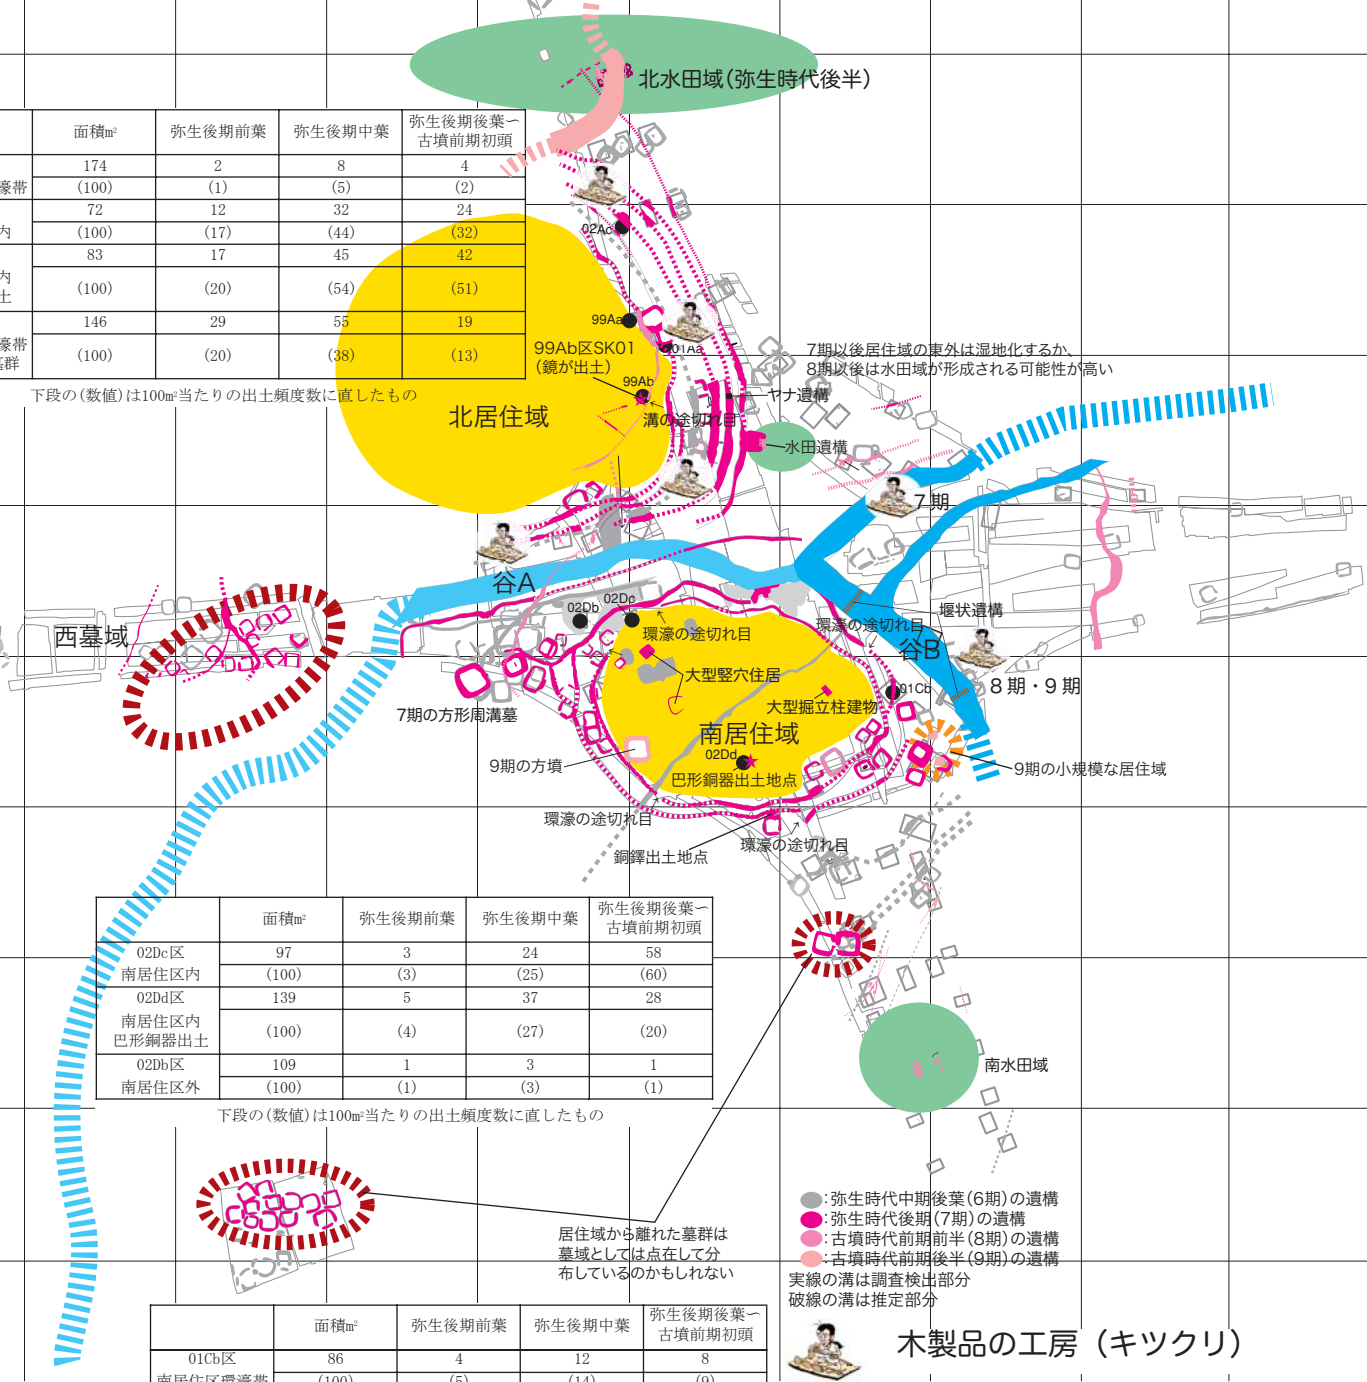 北水田域(弥生時代後半)
面積㎡ 弥生後期前葉 弥生後期中葉 弥生後期後葉〜
古墳前期初頭
174 2 8 4
濠帯 (100) (1) (5) (2)
72 12 32 24
内 (100) (17) (44) (32)
83 17 45 42
内
土 (100) (20) (54) (51)
146 29 55 19
濠帯
墓群 (100) (20) (38) (13)
下段の(数値)は100㎡当たりの出土頻度数に直したもの
02Ac
99Aa
01Aa
99Ab区SK01
(鏡が出土)
99Ab
北居住域
溝の途切れ目
ヤナ遺構
水田遺構
7期以後居住域の東外は湿地化するか、
8期以後は水田域が形成される可能性が高い
7期
谷A
西墓域
02Db
02Dc
環濠の途切れ目
大型竪穴住居
大型掘立柱建物
堰状遺構
環濠の途切れ目
谷B
8期・9期
01Cb
7期の方形周溝墓
南居住域
02Dd
巴形銅器出土地点
9期の方墳
9期の小規模な居住域
環濠の途切れ目
銅鐸出土地点
環濠の途切れ目
面積㎡ 弥生後期前葉 弥生後期中葉 弥生後期後葉〜
古墳前期初頭
02Dc区 97 3 24 58
南居住区内 (100) (3) (25) (60)
02Dd区 139 5 37 28
南居住区内
巴形銅器出土 (100) (4) (27) (20)
02Db区 109 1 3 1
南居住区外 (100) (1) (3) (1)
下段の(数値)は100㎡当たりの出土頻度数に直したもの
南水田域
居住域から離れた墓群は
墓域としては点在して分
布しているのかもしれない
:弥生時代中期後葉(6期)の遺構
:弥生時代後期(7期)の遺構
:古墳時代前期前半(8期)の遺構
:古墳時代前期後半(9期)の遺構
実線の溝は調査検出部分
破線の溝は推定部分
木製品の工房(キツクリ)
面積㎡ 弥生後期前葉 弥生後期中葉 弥生後期後葉〜
古墳前期初頭
01Cb区 86 4 12 8
南居住区環濠帯 (100) (5) (14) (9)